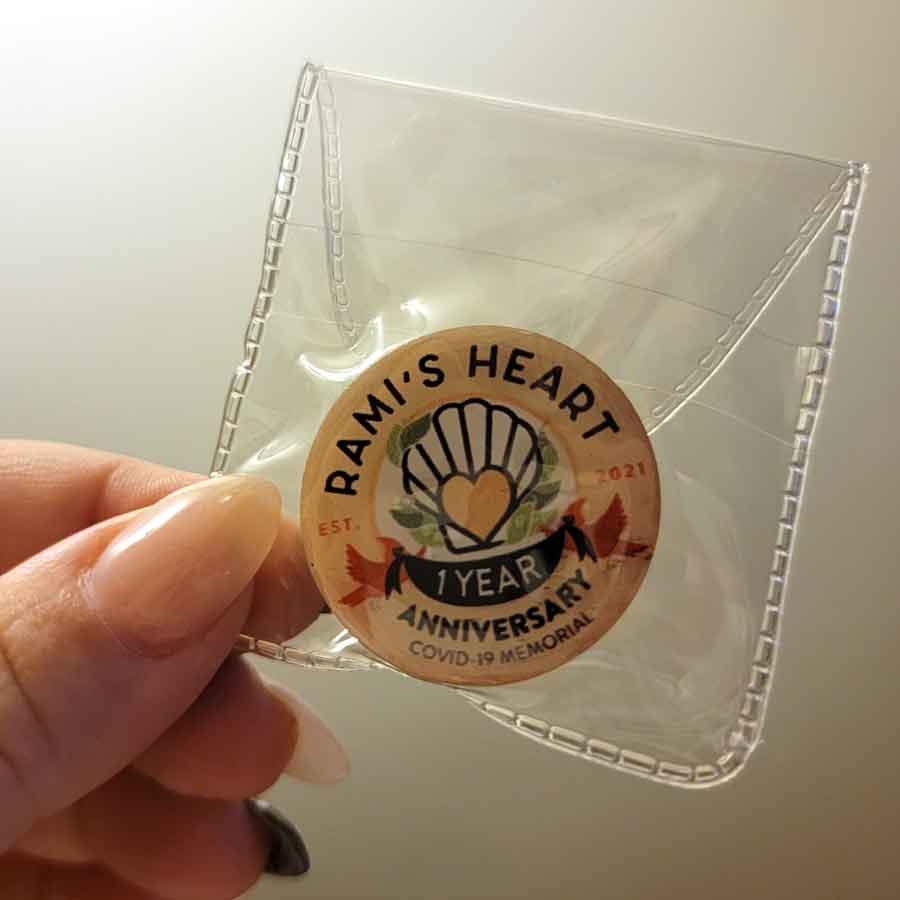 RAMI'S HEART
EST. 2021
1 YEAR
ANNIVERSARY
COVID-19 MEMORIAL